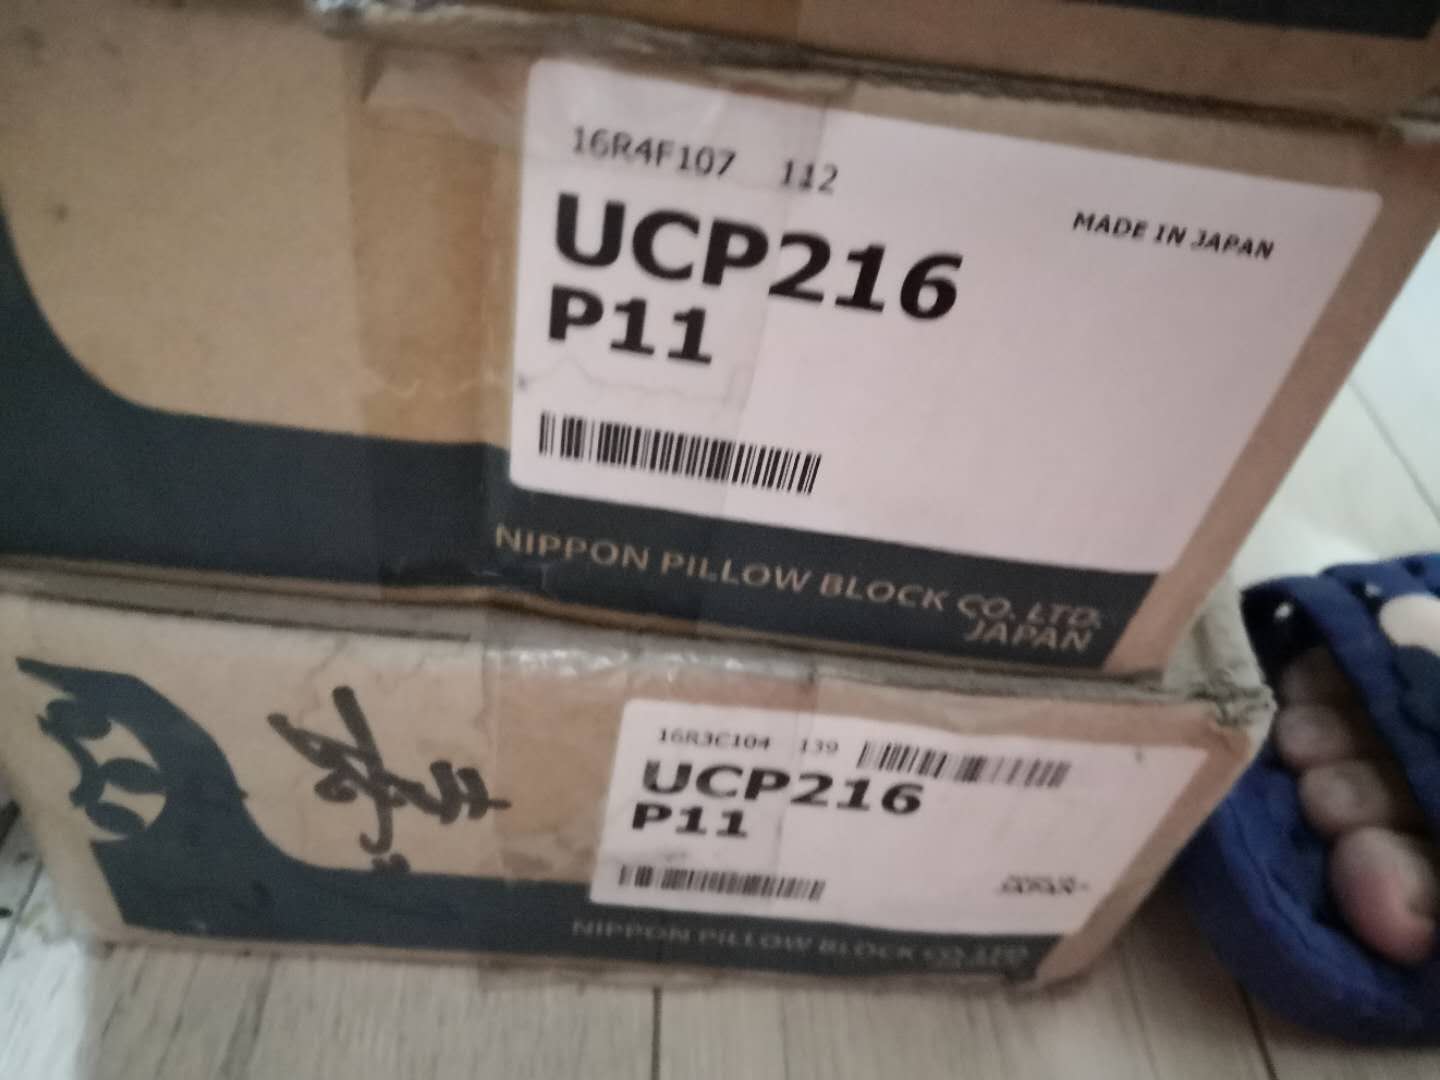 16R4F107 112
MADE IN JAPAN
UCP216
P11
NIPPON PILLOW BLOCK CO. LTD.
JAPAN
16R3C104 139
UCP216
P11
JAPAN
NIPPON PILLOW BLOCK CO. LTD